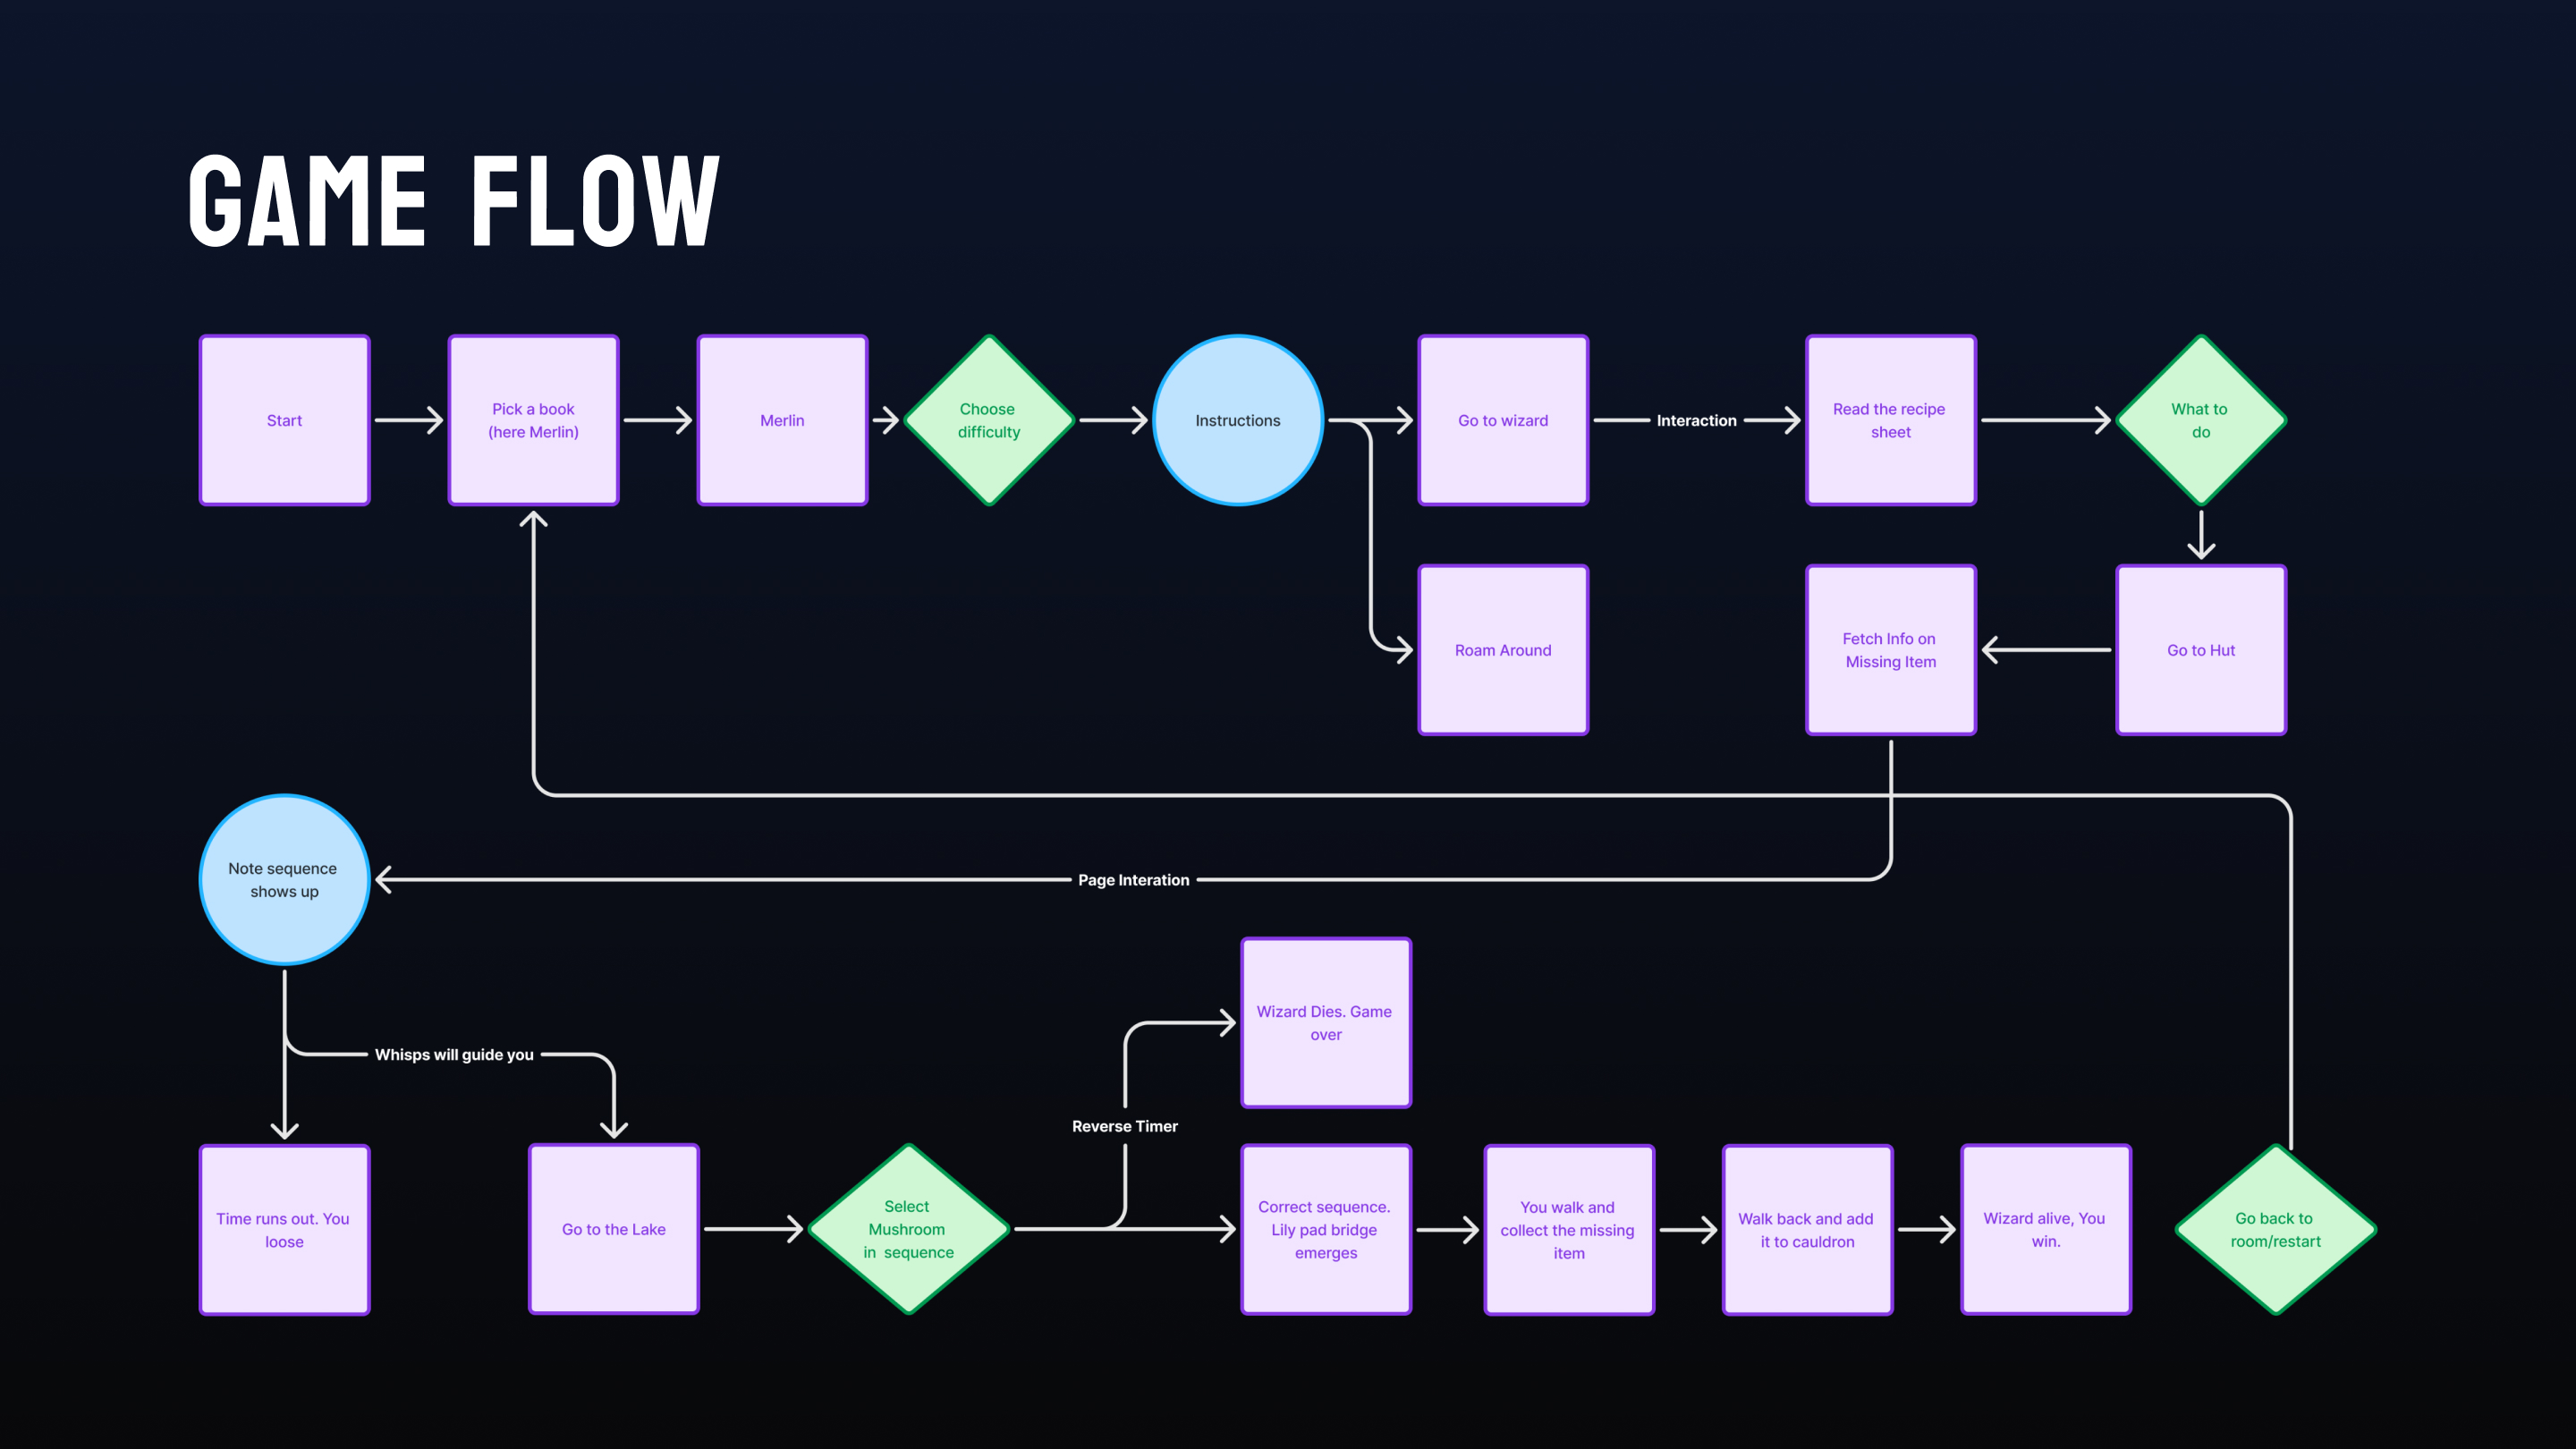 GAME FLOW
Start
Pick a book
(here Merlin)
Merlin
Choose
difficulty
Instructions
Go to wizard
Interaction
Read the recipe
sheet
What to
do
Roam Around
Fetch Info on
Missing Item
Go to Hut
Note sequence
shows up
Page Interation
Wizard Dies. Game
over
Whisps will guide you
Reverse Timer
Time runs out. You
loose
Go to the Lake
Select
Mushroom
in sequence
Correct sequence.
Lily pad bridge
emerges
You walk and
collect the missing
item
Walk back and add
it to cauldron
Wizard alive, You
win.
Go back to
room/restart